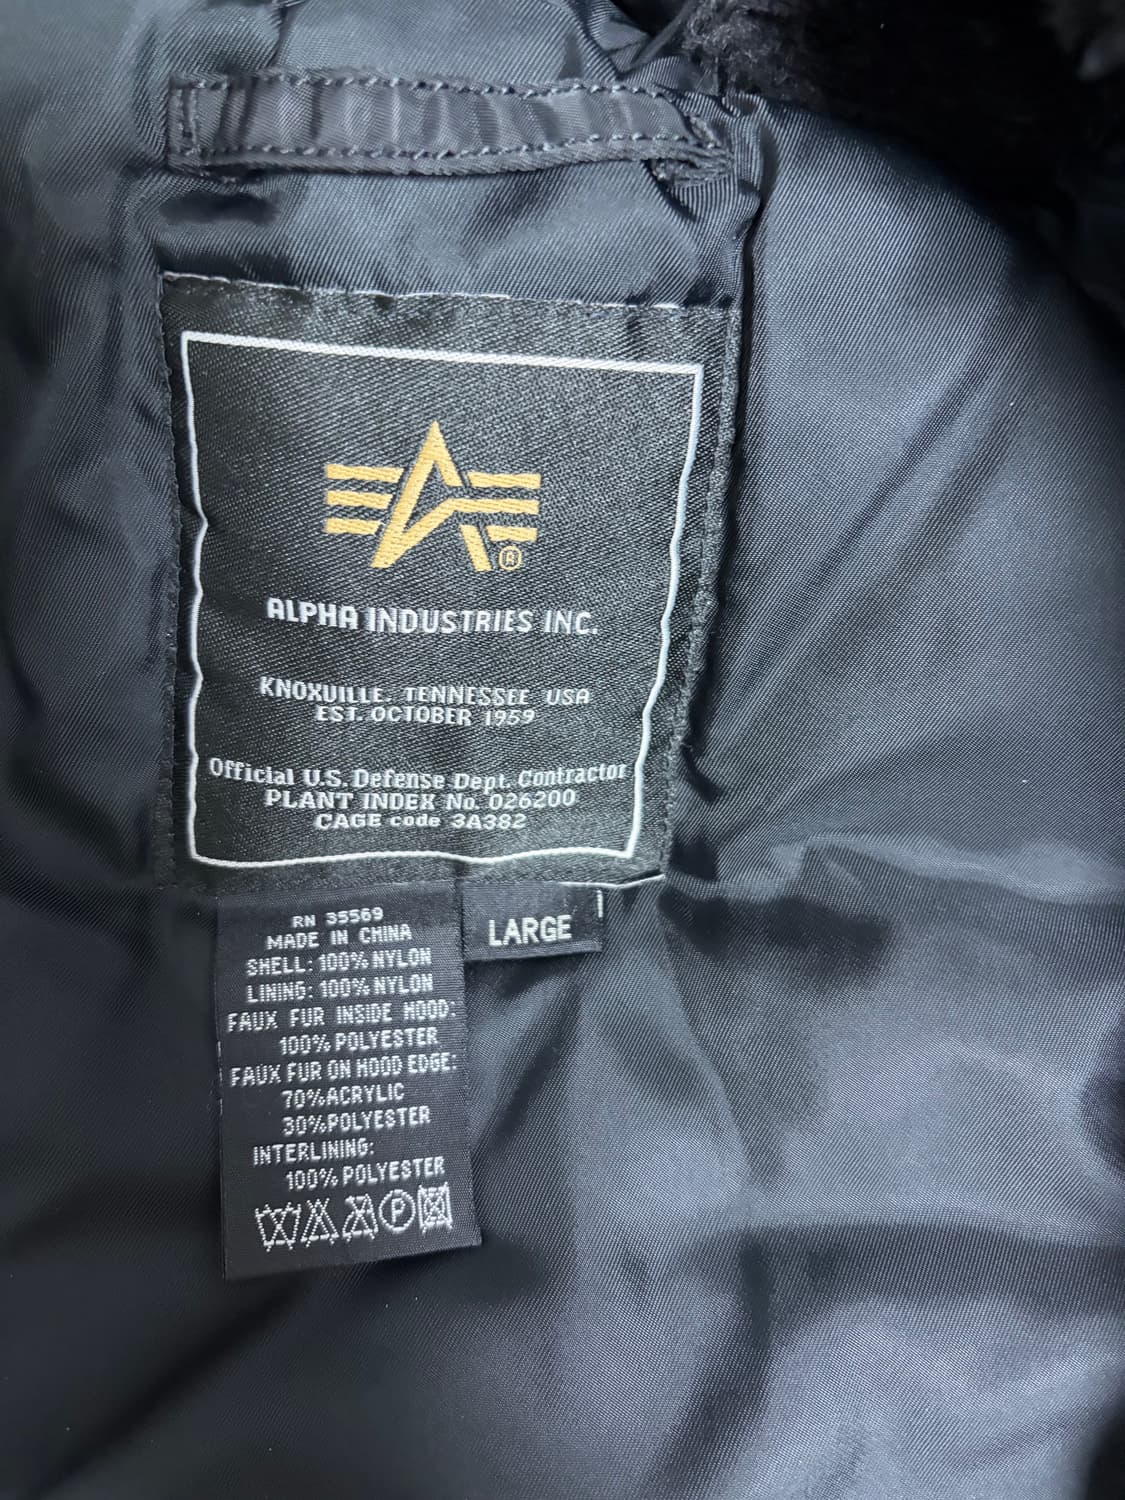 ®
ALPHA INDUSTRIES INC.
KNOXVILLE, TENNESSEE USA
EST. OCTOBER 1959
Official U.S. Defense Dept. Contractor
PLANT INDEX No. 026200
CAGE code 3A382
LARGE
RN 35569
MADE IN CHINA
SHELL: 100% NYLON
LINING: 100% NYLON
FAUX FUR INSIDE HOOD:
100% POLYESTER
FAUX FUR ON HOOD EDGE:
70% ACRYLIC
30% POLYESTER
INTERLINING:
100% POLYESTER
P